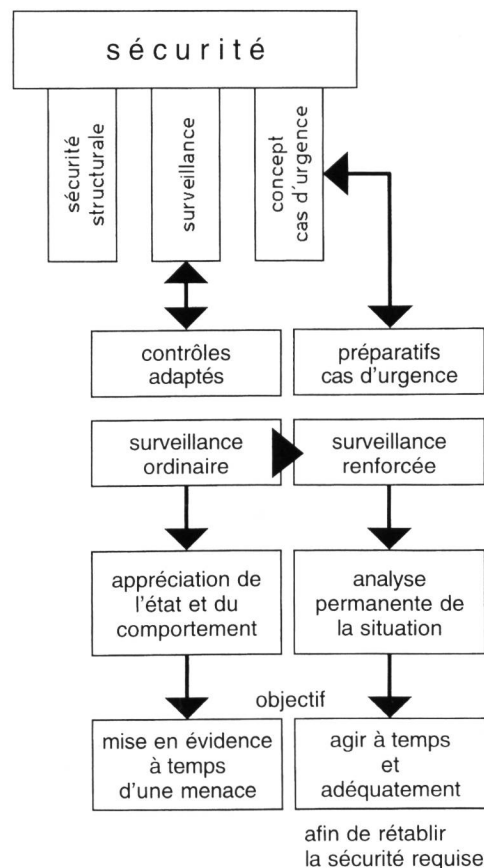 sécurité
sécurité
structurale
surveillance
concept
cas d'urgence
contrôles
adaptés
préparatifs
cas d'urgence
surveillance
ordinaire
surveillance
renforcée
appréciation de
l'état et du
comportement
analyse
permanente de
la situation
objectif
mise en évidence
à temps
d'une menace
agir à temps
et
adéquatement
afin de rétablir
la sécurité requise